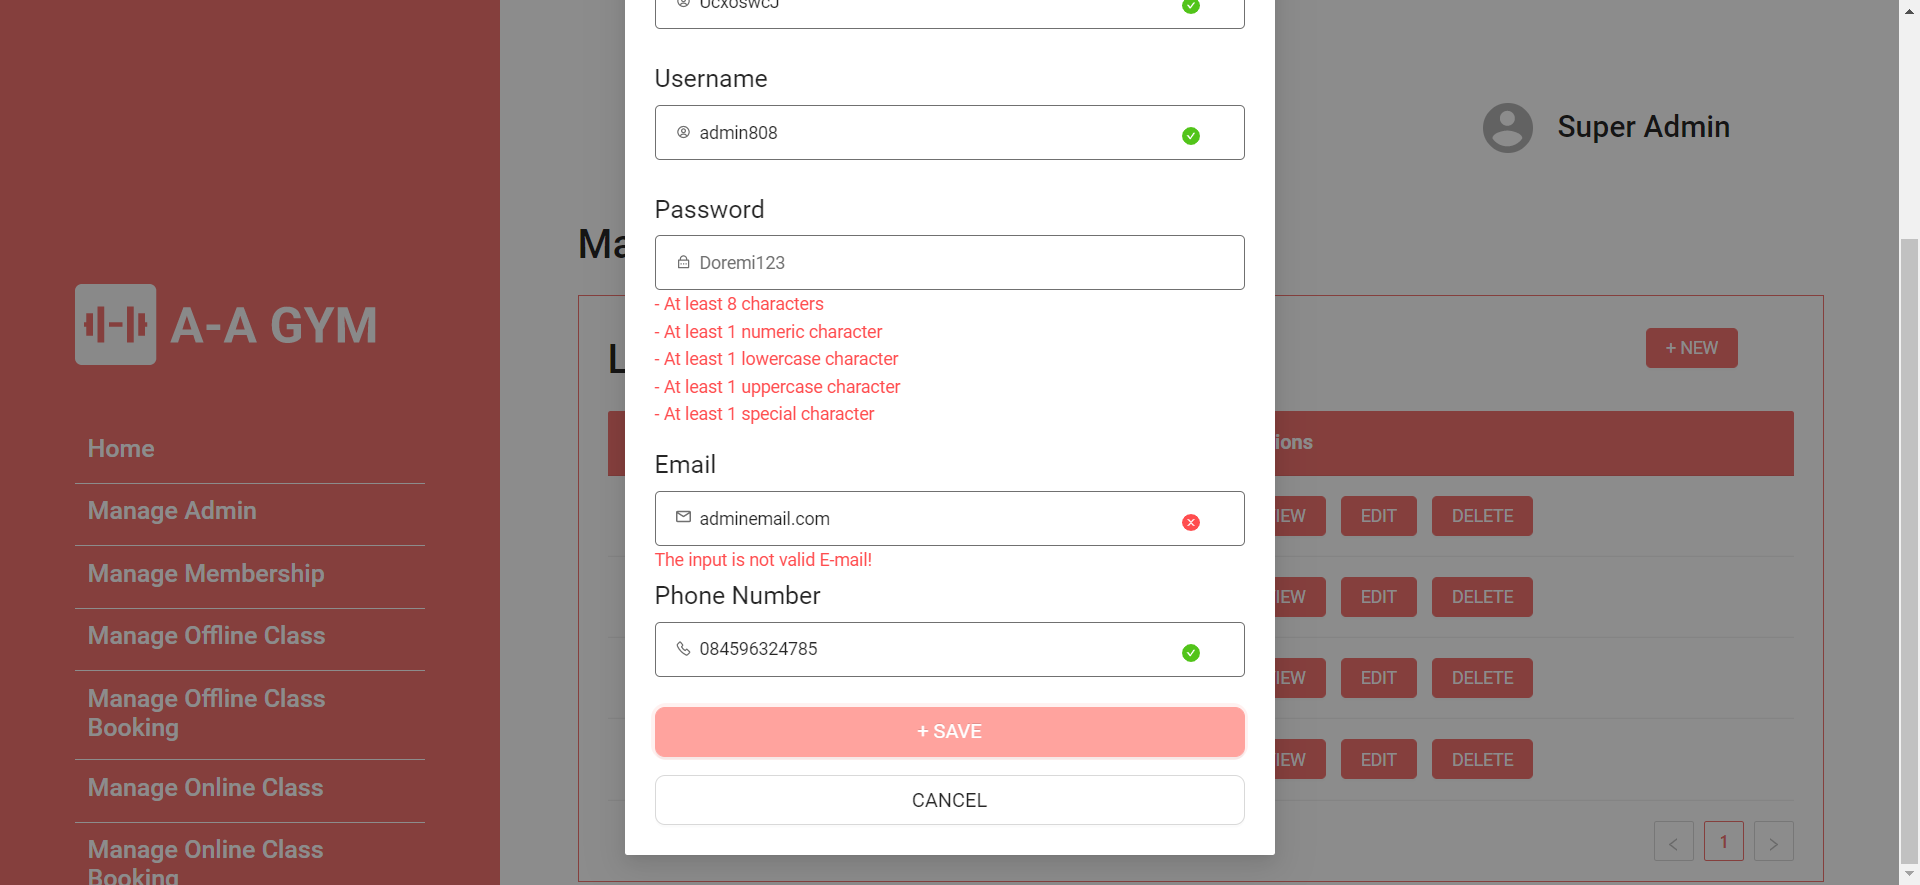 A-A GYM
Home
Manage Admin
Manage Membership
Manage Offline Class
Manage Offline Class
Booking
Manage Online Class
Manage Online Class
Booking
Super Admin
Ma
L
+ NEW
ions
IEW EDIT DELETE
IEW EDIT DELETE
IEW EDIT DELETE
IEW EDIT DELETE
< 1 >
UcxoswcJ
Username
admin808
Password
Doremi123
- At least 8 characters
- At least 1 numeric character
- At least 1 lowercase character
- At least 1 uppercase character
- At least 1 special character
Email
adminemail.com
The input is not valid E-mail!
Phone Number
084596324785
+ SAVE
CANCEL